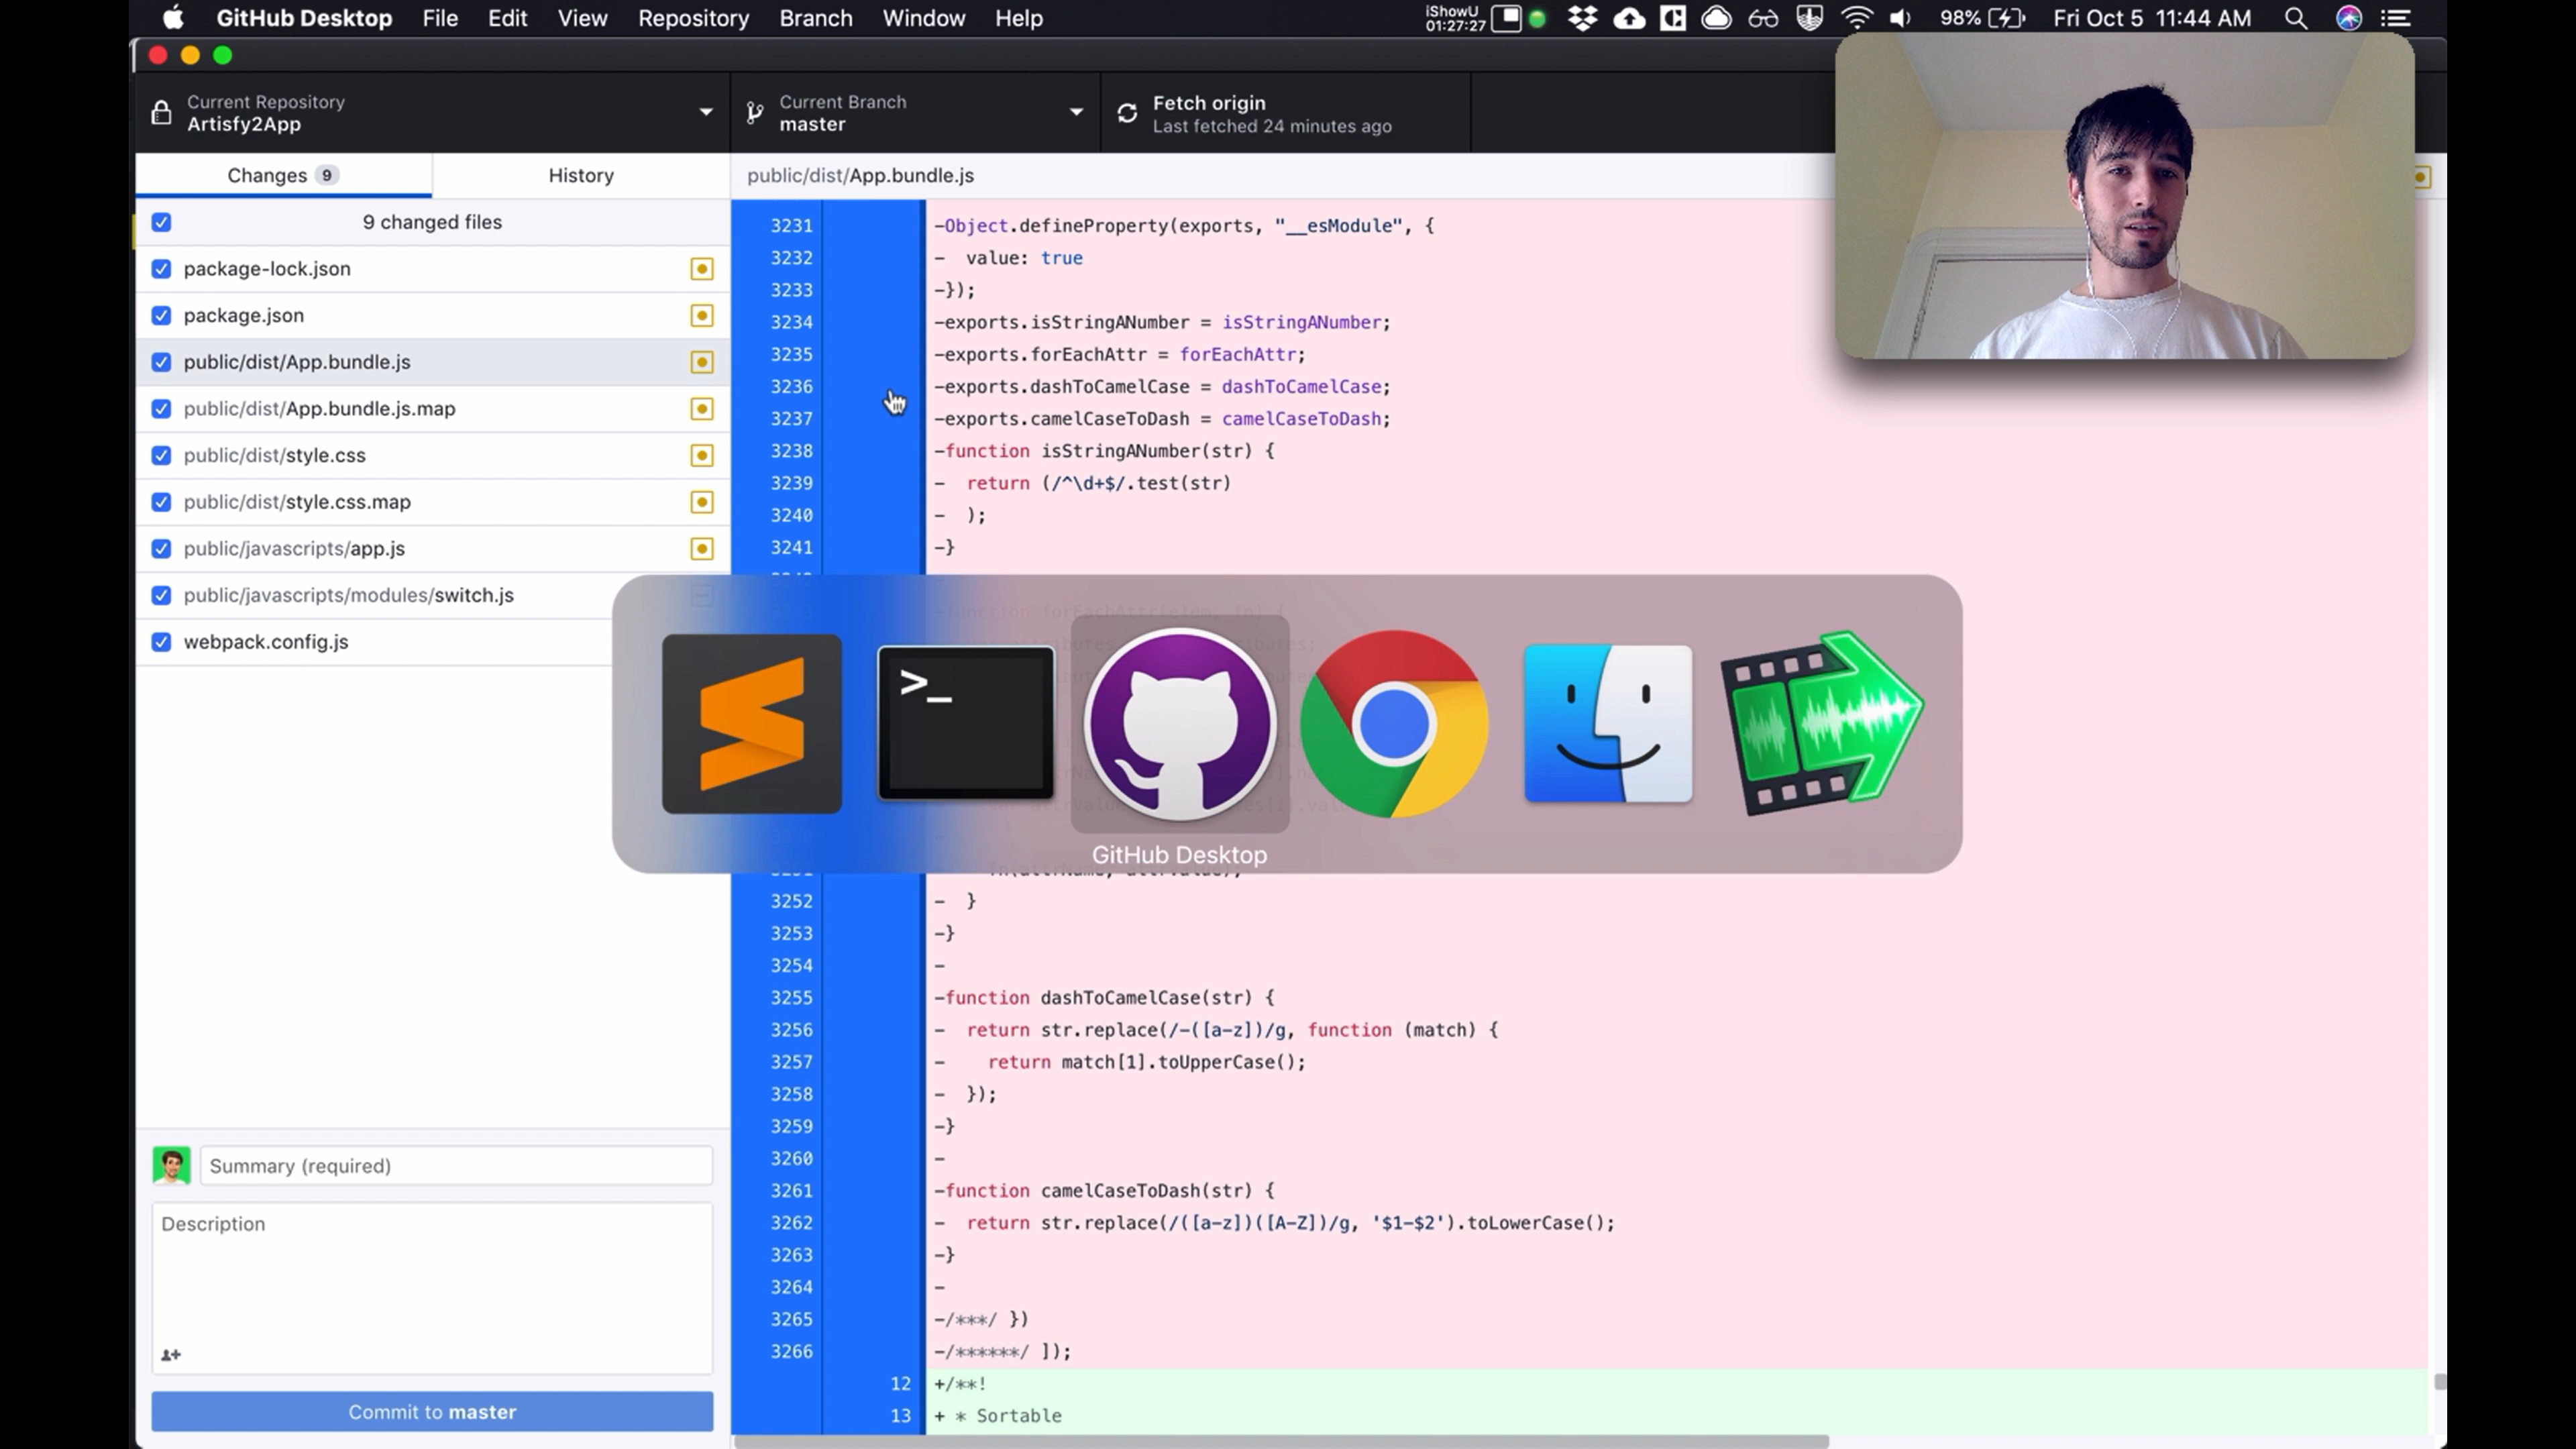 GitHub Desktop File Edit View Repository Branch Window Help iShowU 01:27:27 98% Fri Oct 5 11:44 AM
Current Repository
Artisfy2App
Current Branch
master
Fetch origin
Last fetched 24 minutes ago
Changes 9
History
public/dist/App.bundle.js
9 changed files
package-lock.json
package.json
public/dist/App.bundle.js
public/dist/App.bundle.js.map
public/dist/style.css
public/dist/style.css.map
public/javascripts/app.js
public/javascripts/modules/switch.js
webpack.config.js
Summary (required)
Description
Commit to master
3231 -Object.defineProperty(exports, "__esModule", {
3232 -  value: true
3233 -});
3234 -exports.isStringANumber = isStringANumber;
3235 -exports.forEachAttr = forEachAttr;
3236 -exports.dashToCamelCase = dashToCamelCase;
3237 -exports.camelCaseToDash = camelCaseToDash;
3238 -function isStringANumber(str) {
3239 -  return (/^\d+$/.test(str)
3240 -  );
3241 -}
-function forEachAttr(elem, fn) {
>_
GitHub Desktop
3252 -  }
3253 -}
3254 -
3255 -function dashToCamelCase(str) {
3256 -  return str.replace(/-([a-z])/g, function (match) {
3257 -    return match[1].toUpperCase();
3258 -  });
3259 -}
3260 -
3261 -function camelCaseToDash(str) {
3262 -  return str.replace(/([a-z])([A-Z])/g, '$1-$2').toLowerCase();
3263 -}
3264 -
3265 -/***/ })
3266 -/******/ ]);
12 +/**!
13 + * Sortable